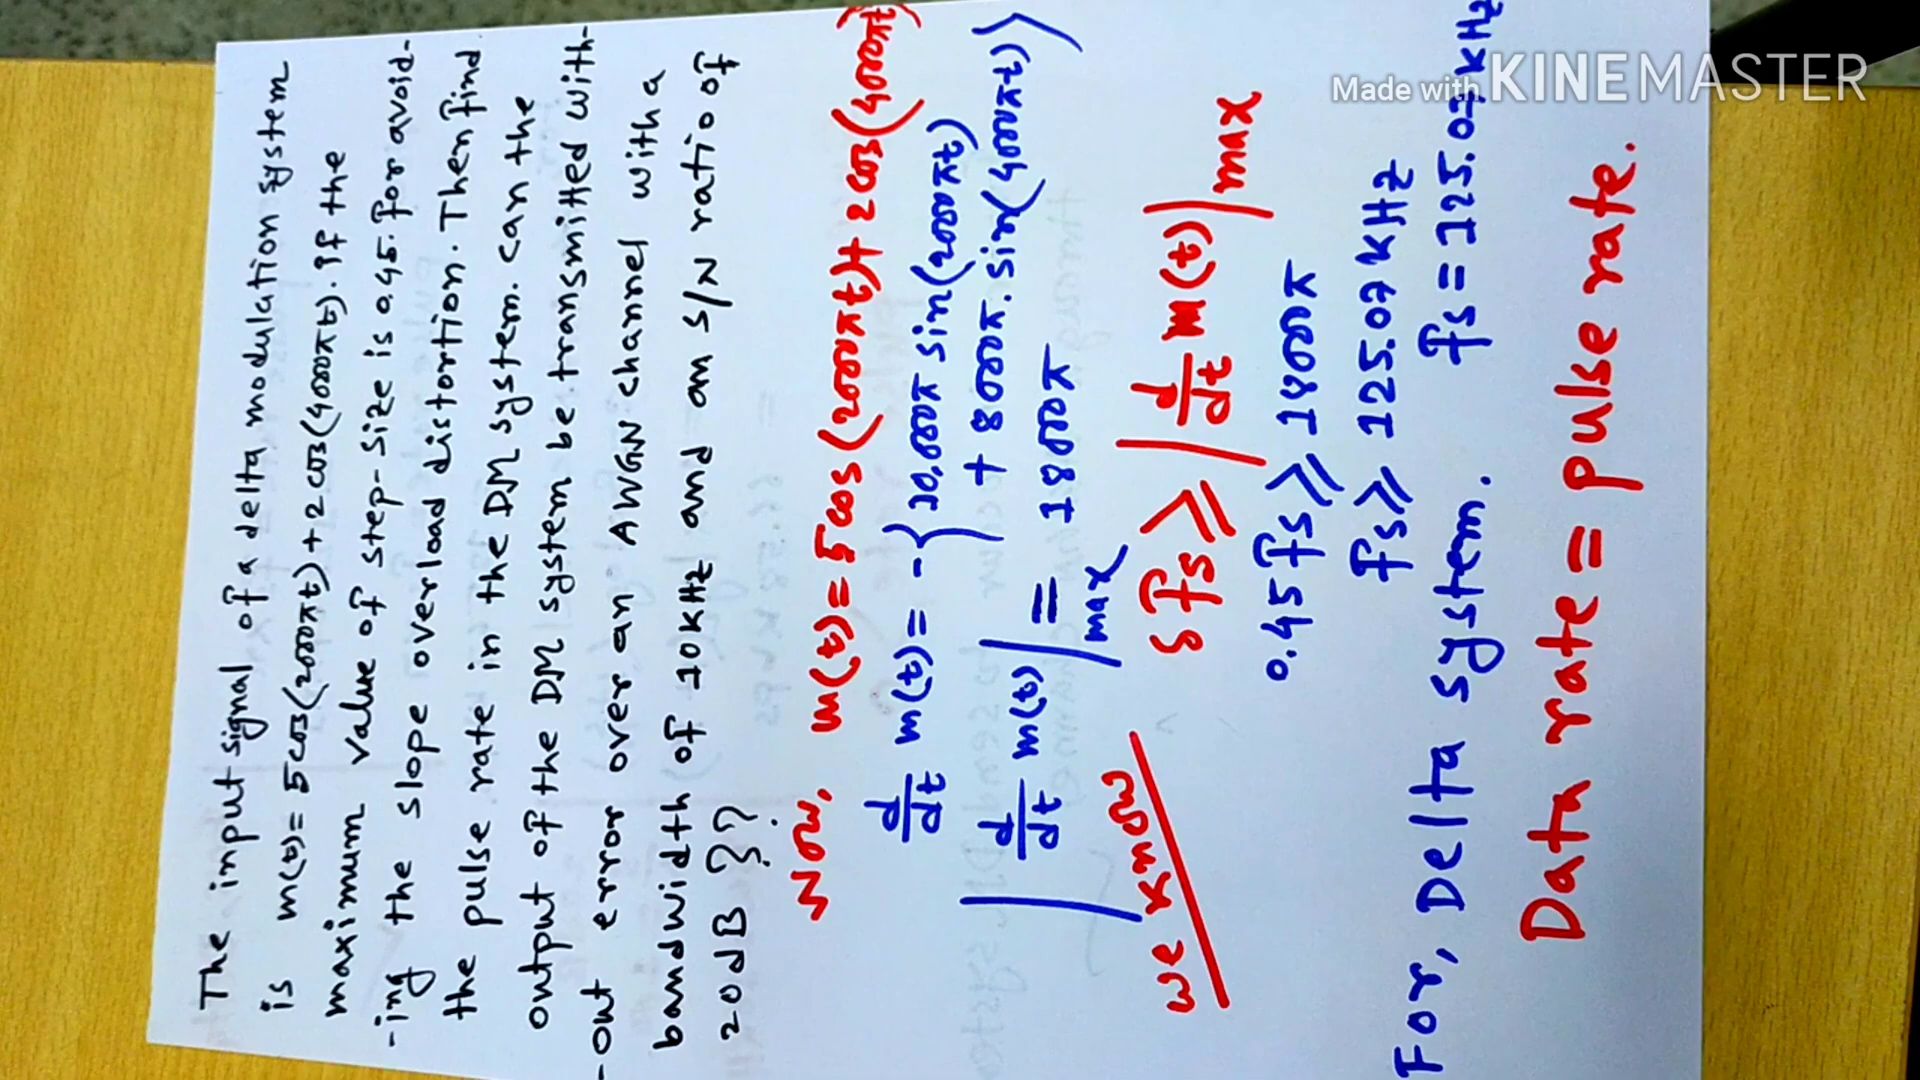 The input signal of a delta modulation system
is m(t) = 5cos(2000πt) + 2cos(4000πt). If the
maximum value of step-size is 0.45 for avoid-
-ing the slope overload distortion. Then find
the pulse rate in the DM system. can the
output of the DM system be transmitted with-
-out error over an AWGN channel with a
bandwidth of 10KHz and an S/N ratio of
20dB ??
Now, m(t) = 5cos(2000πt) + 2cos(4000πt)
d/dt m(t) = - { 10,000π sin(2000πt)
+ 8000π. sin(4000πt) }
| d/dt m(t) |max = 18000π
we know
δfs ≥ | d/dt m(t) |max
0.45fs ≥ 18000π
fs ≥ 125.07 KHz
fs = 125.07 KHz
For, Delta system.
Data rate = pulse rate.
Made with KINEMASTER